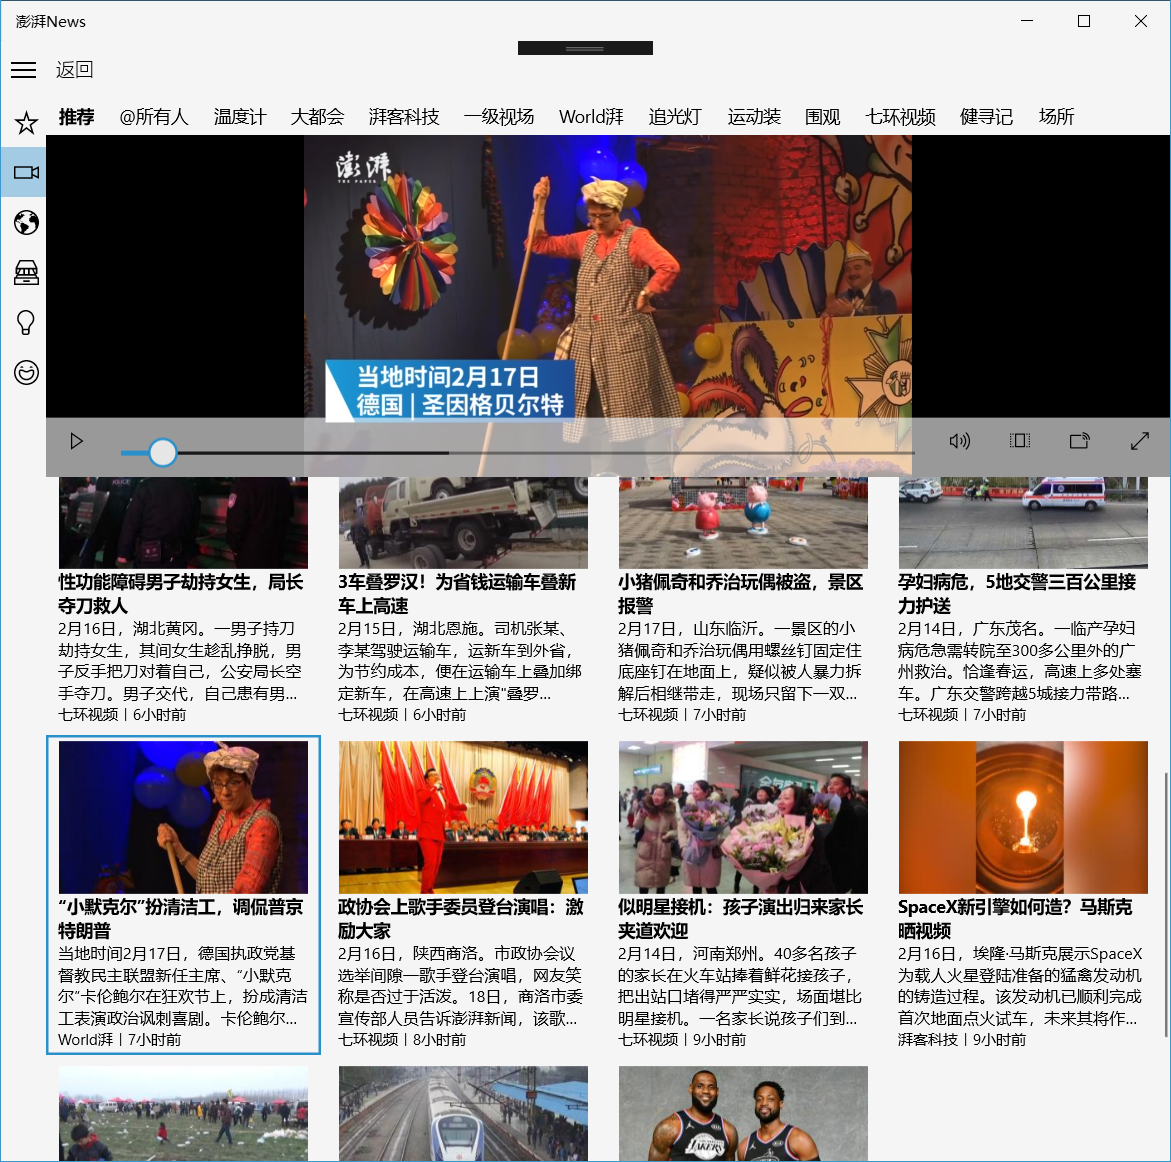 澎湃News
返回
推荐 @所有人 温度计 大都会 湃客科技 一级视场 World湃 追光灯 运动装 围观 七环视频 健寻记 场所
澎湃
THE PAPER
当地时间2月17日
德国 | 圣因格贝尔特
性功能障碍男子劫持女生，局长
夺刀救人
2月16日，湖北黄冈。一男子持刀
劫持女生，其间女生趁乱挣脱，男
子反手把刀对着自己，公安局长空
手夺刀。男子交代，自己患有男...
七环视频 | 6小时前
3车叠罗汉！为省钱运输车叠新
车上高速
2月15日，湖北恩施。司机张某、
李某驾驶运输车，运新车到外省，
为节约成本，便在运输车上叠加绑
定新车，在高速上上演"叠罗...
七环视频 | 6小时前
小猪佩奇和乔治玩偶被盗，景区
报警
2月17日，山东临沂。一景区的小
猪佩奇和乔治玩偶用螺丝钉固定住
底座钉在地面上，疑似被人暴力拆
解后相继带走，现场只留下一双...
七环视频 | 7小时前
孕妇病危，5地交警三百公里接
力护送
2月14日，广东茂名。一临产孕妇
病危急需转院至300多公里外的广
州救治。恰逢春运，高速上多处塞
车。广东交警跨越5城接力带路...
七环视频 | 7小时前
“小默克尔”扮清洁工，调侃普京
特朗普
当地时间2月17日，德国执政党基
督教民主联盟新任主席、“小默克
尔”卡伦鲍尔在狂欢节上，扮成清洁
工表演政治讽刺喜剧。卡伦鲍尔...
World湃 | 7小时前
政协会上歌手委员登台演唱：激
励大家
2月16日，陕西商洛。市政协会议
选举间隙一歌手登台演唱，网友笑
称是否过于活泼。18日，商洛市委
宣传部人员告诉澎湃新闻，该歌...
七环视频 | 8小时前
似明星接机：孩子演出归来家长
夹道欢迎
2月14日，河南郑州。40多名孩子
的家长在火车站捧着鲜花接孩子，
把出站口堵得严严实实，场面堪比
明星接机。一名家长说孩子们到...
七环视频 | 9小时前
SpaceX新引擎如何造？马斯克
晒视频
2月16日，埃隆·马斯克展示SpaceX
为载人火星登陆准备的猛禽发动机
的铸造过程。该发动机已顺利完成
首次地面点火试车，未来其将作...
湃客科技 | 9小时前
LAKERS